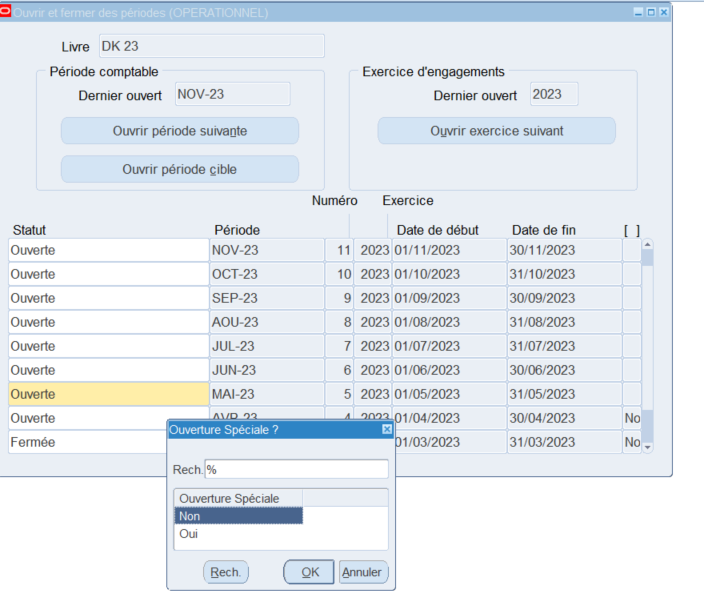 Ouvrir et fermer des périodes (OPERATIONNEL)
Livre DK 23
Période comptable
Dernier ouvert NOV-23
Ouvrir période suivante
Ouvrir période cible
Exercice d'engagements
Dernier ouvert 2023
Ouvrir exercice suivant
Numéro Exercice
Statut Période Date de début Date de fin [ ]
Ouverte NOV-23 11 2023 01/11/2023 30/11/2023
Ouverte OCT-23 10 2023 01/10/2023 31/10/2023
Ouverte SEP-23 9 2023 01/09/2023 30/09/2023
Ouverte AOU-23 8 2023 01/08/2023 31/08/2023
Ouverte JUL-23 7 2023 01/07/2023 31/07/2023
Ouverte JUN-23 6 2023 01/06/2023 30/06/2023
Ouverte MAI-23 5 2023 01/05/2023 31/05/2023
Ouverte AVR-23 4 2023 01/04/2023 30/04/2023 No
Fermée 01/03/2023 31/03/2023 No
Ouverture Spéciale ?
Rech. %
Ouverture Spéciale
Non
Oui
Rech. OK Annuler